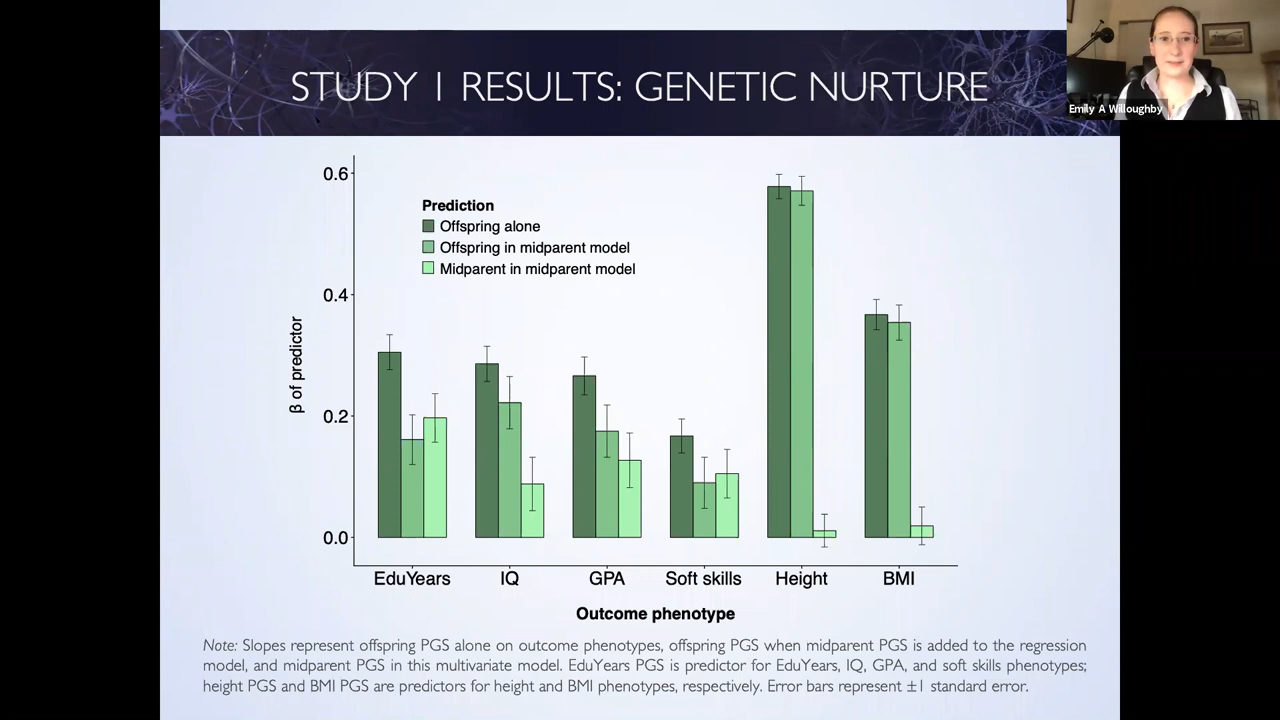 STUDY 1 RESULTS: GENETIC NURTURE
Emily A Willoughby
0.6
0.4
0.2
0.0
β of predictor
Prediction
Offspring alone
Offspring in midparent model
Midparent in midparent model
EduYears IQ GPA Soft skills Height BMI
Outcome phenotype
Note: Slopes represent offspring PGS alone on outcome phenotypes, offspring PGS when midparent PGS is added to the regression
model, and midparent PGS in this multivariate model. EduYears PGS is predictor for EduYears, IQ, GPA, and soft skills phenotypes;
height PGS and BMI PGS are predictors for height and BMI phenotypes, respectively. Error bars represent ±1 standard error.